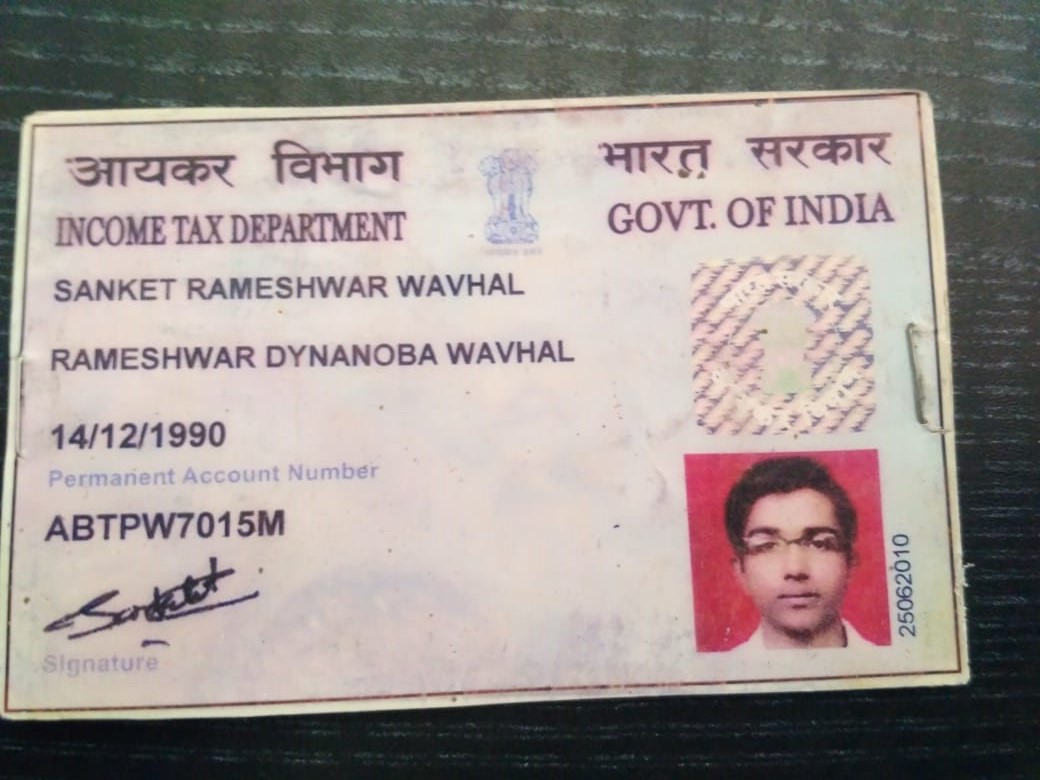 आयकर विभाग
भारत सरकार
INCOME TAX DEPARTMENT
GOVT. OF INDIA
SANKET RAMESHWAR WAVHAL
RAMESHWAR DYNANOBA WAVHAL
14/12/1990
Permanent Account Number
ABTPW7015M
Sanket
Signature
25062010